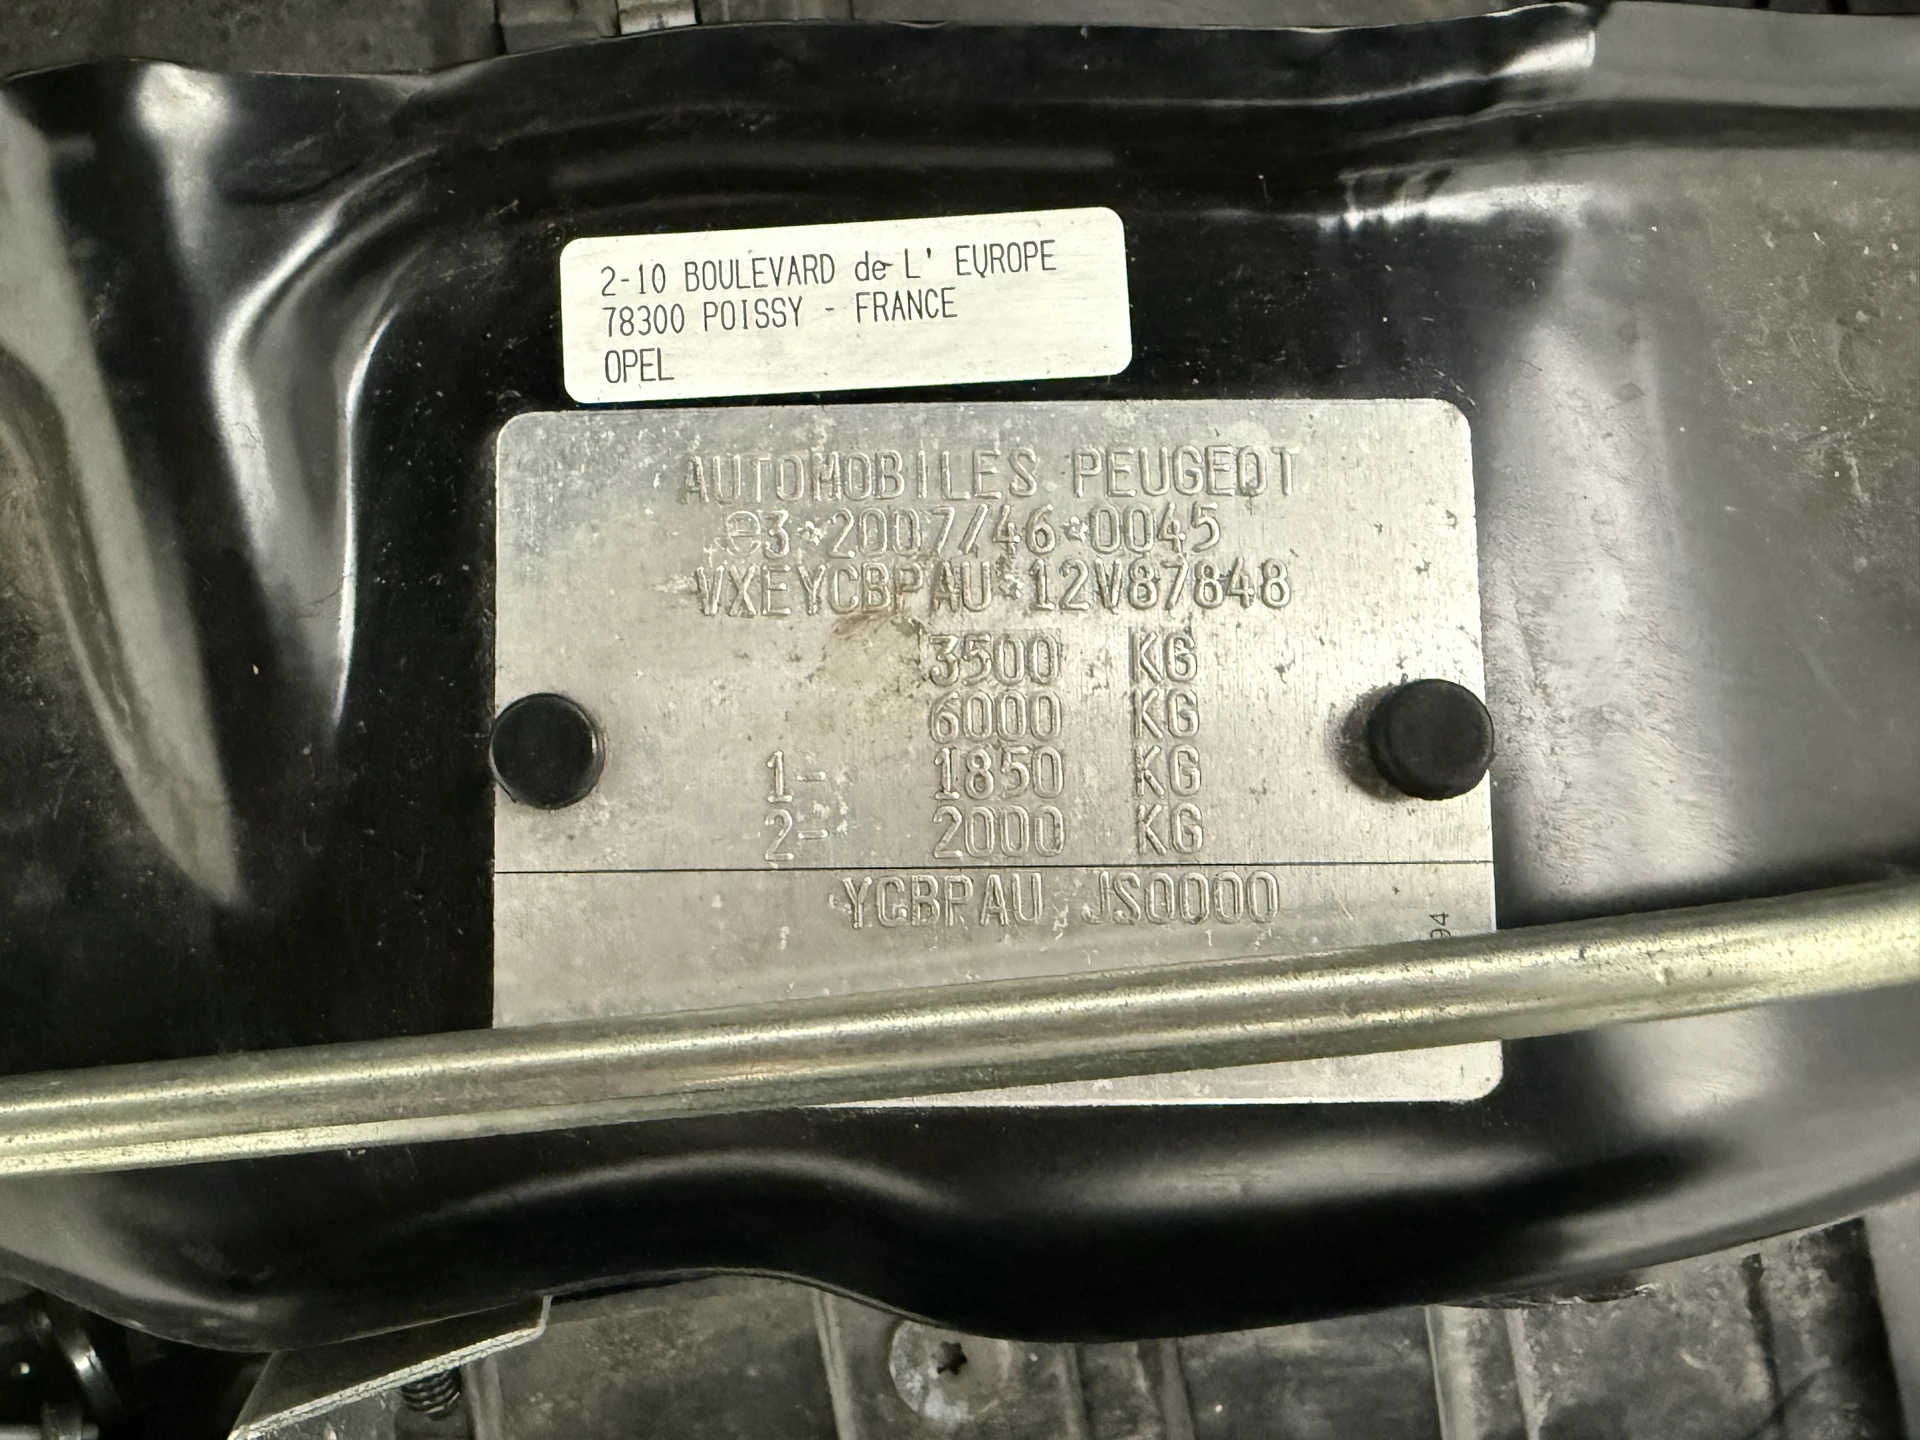 2-10 BOULEVARD de L' EUROPE
78300 POISSY - FRANCE
OPEL
AUTOMOBILES PEUGEOT
e3*2007/46*0045
VXEYCBPAU 12V87848
3500 KG
6000 KG
1- 1850 KG
2- 2000 KG
YCBPAU JS0000
94